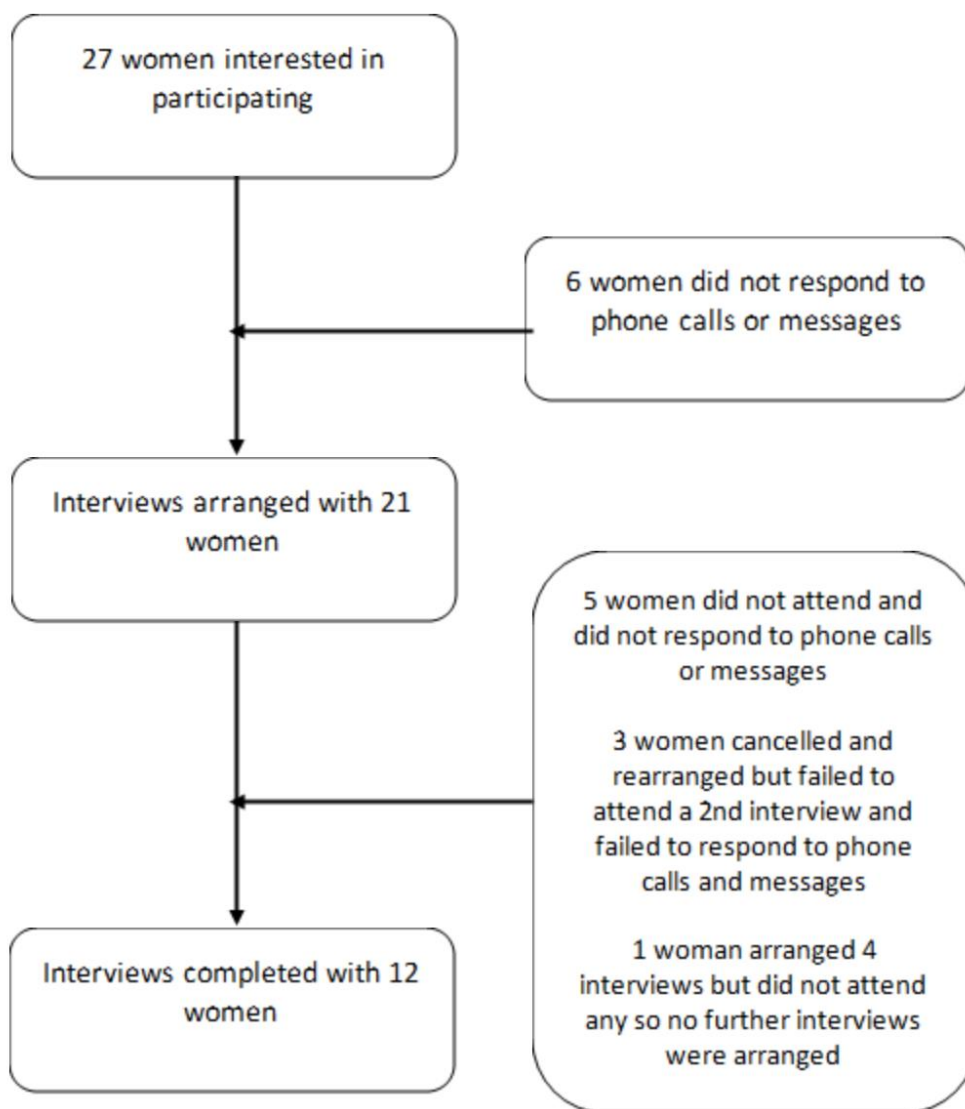 27 women interested in
participating
6 women did not respond to
phone calls or messages
Interviews arranged with 21
women
5 women did not attend and
did not respond to phone calls
or messages
3 women cancelled and
rearranged but failed to
attend a 2nd interview and
failed to respond to phone
calls and messages
1 woman arranged 4
interviews but did not attend
any so no further interviews
were arranged
Interviews completed with 12
women